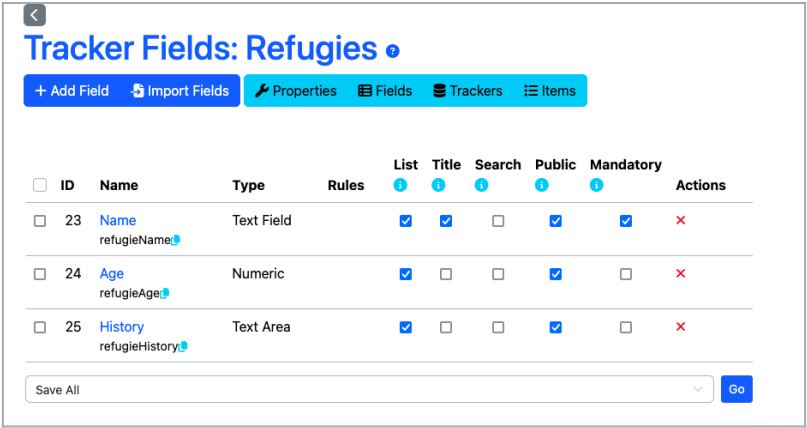 Tracker Fields: Refugies
Add Field Import Fields Properties Fields Trackers Items
ID Name Type Rules List Title Search Public Mandatory Actions
23 Name Text Field
refugieName
24 Age Numeric
refugieAge
25 History Text Area
refugieHistory
Save All Go